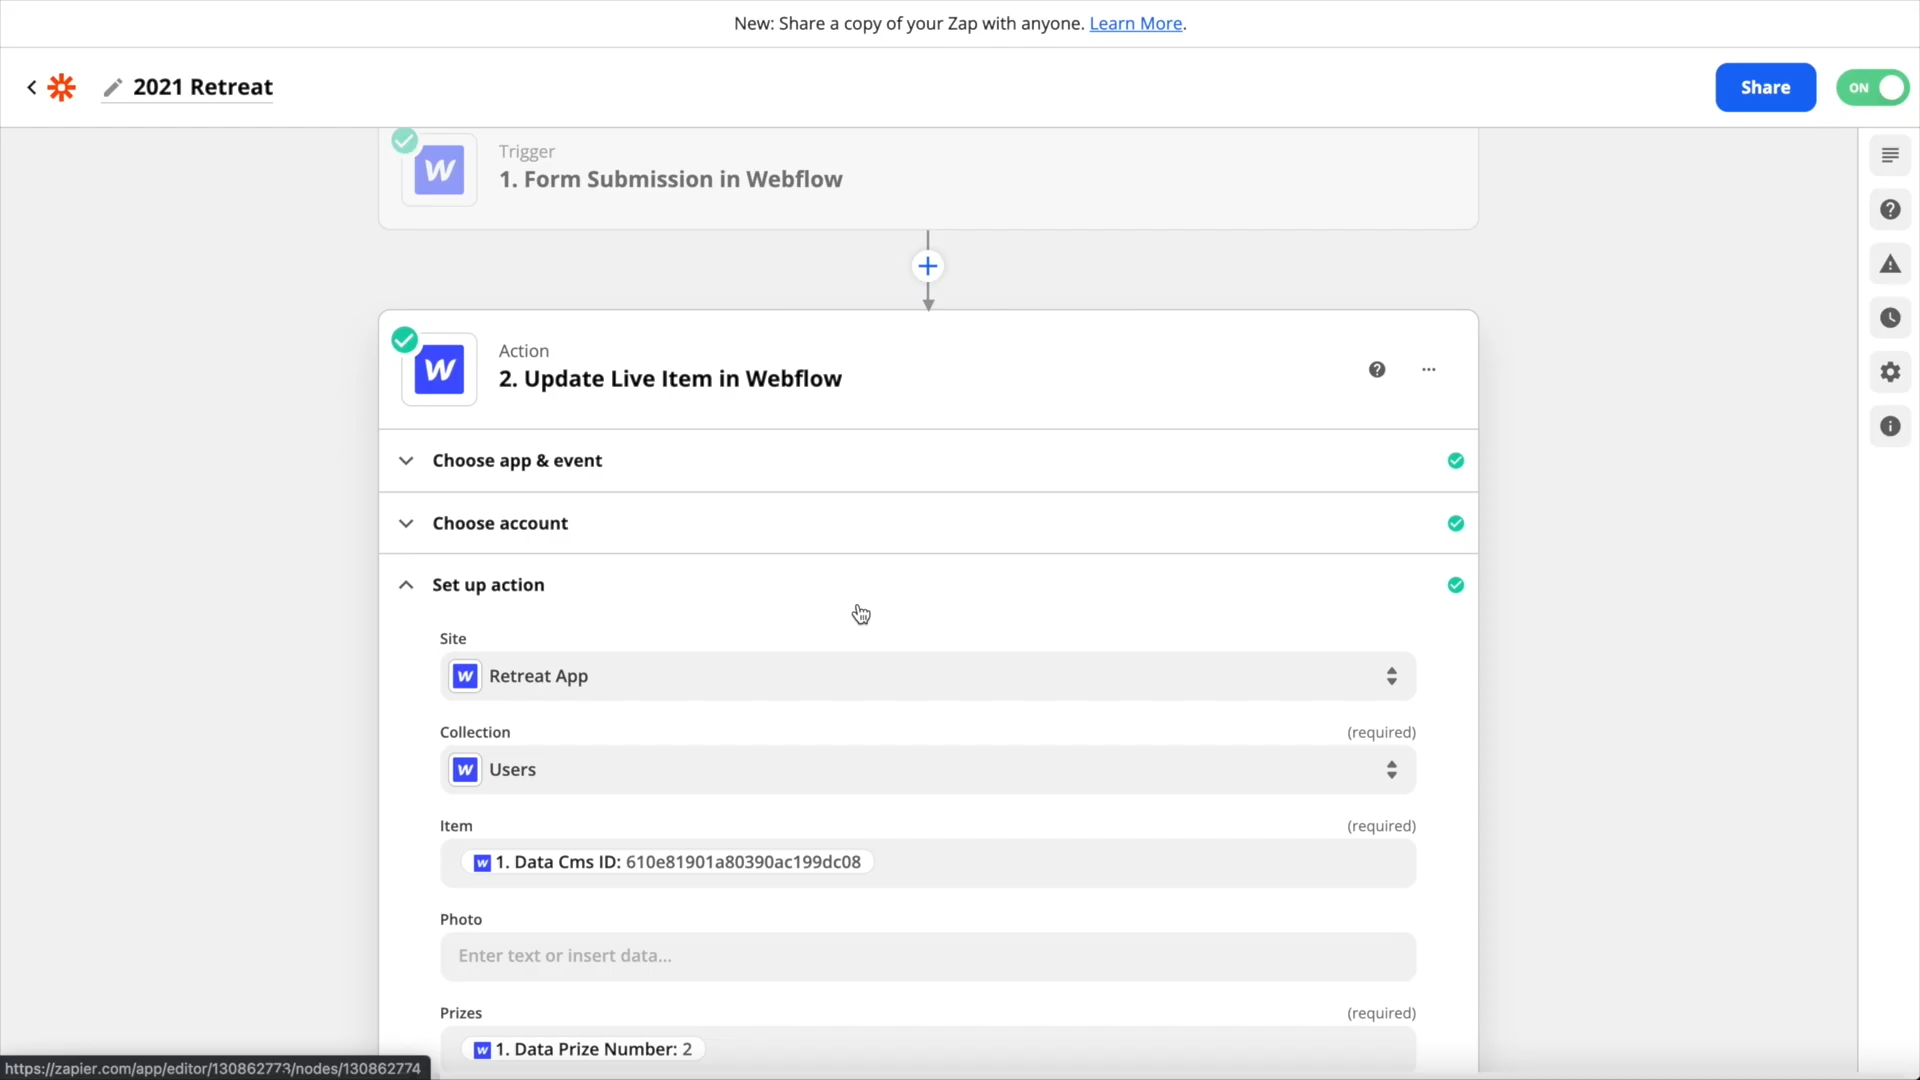 New: Share a copy of your Zap with anyone. Learn More.
2021 Retreat
Share
ON
Trigger
1. Form Submission in Webflow
Action
2. Update Live Item in Webflow
Choose app & event
Choose account
Set up action
Site
Retreat App
Collection
(required)
Users
Item
(required)
1. Data Cms ID: 610e81901a80390ac199dc08
Photo
Enter text or insert data...
Prizes
(required)
1. Data Prize Number: 2
https://zapier.com/app/editor/130862773/nodes/130862774